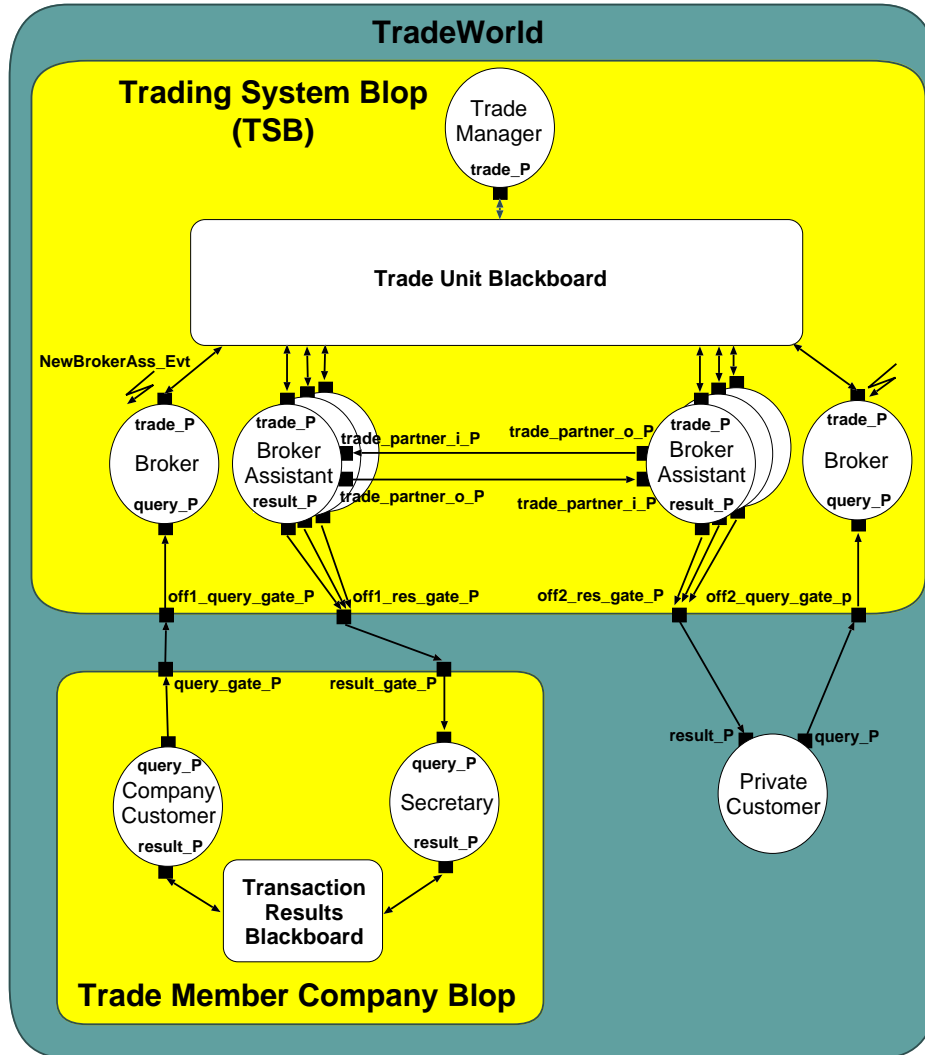 TradeWorld
Trading System Blop
(TSB)
Trade
Manager
trade_P
Trade Unit Blackboard
NewBrokerAss_Evt
trade_P
Broker
query_P
trade_P
Broker
Assistant
result_P
trade_partner_i_P
trade_partner_o_P
trade_partner_o_P
trade_partner_i_P
trade_P
Broker
Assistant
result_P
trade_P
Broker
query_P
off1_query_gate_P
off1_res_gate_P
off2_res_gate_P
off2_query_gate_p
query_gate_P
result_gate_P
query_P
Company
Customer
result_P
query_P
Secretary
result_P
result_P
query_P
Private
Customer
Transaction
Results
Blackboard
Trade Member Company Blop